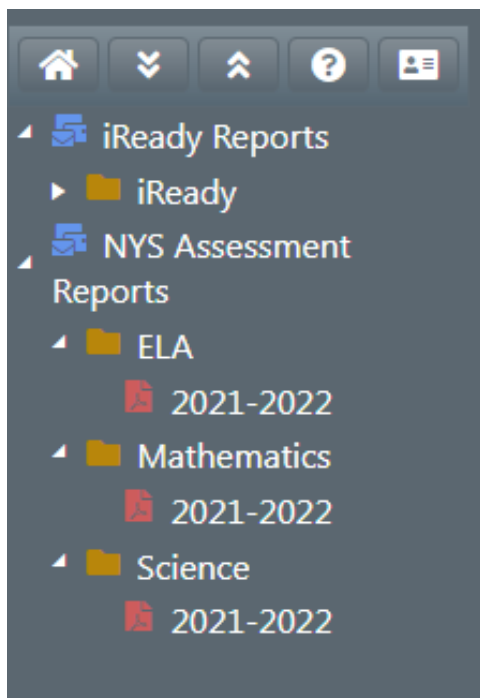 iReady Reports
iReady
NYS Assessment
Reports
ELA
2021-2022
Mathematics
2021-2022
Science
2021-2022